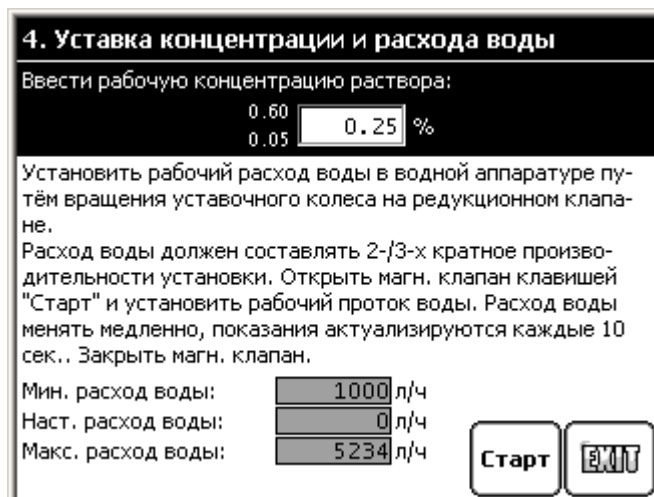 4. Уставка концентрации и расхода воды
Ввести рабочую концентрацию раствора:
0.60
0.05
0.25 %
Установить рабочий расход воды в водной аппаратуре пу-
тём вращения уставочного колеса на редукционном клапа-
не.
Расход воды должен составлять 2-/3-х кратное произво-
дительности установки. Открыть магн. клапан клавишей
"Старт" и установить рабочий проток воды. Расход воды
менять медленно, показания актуализируются каждые 10
сек.. Закрыть магн. клапан.
Мин. расход воды: 1000 л/ч
Наст. расход воды: 0 л/ч
Макс. расход воды: 5234 л/ч
Старт EXIT